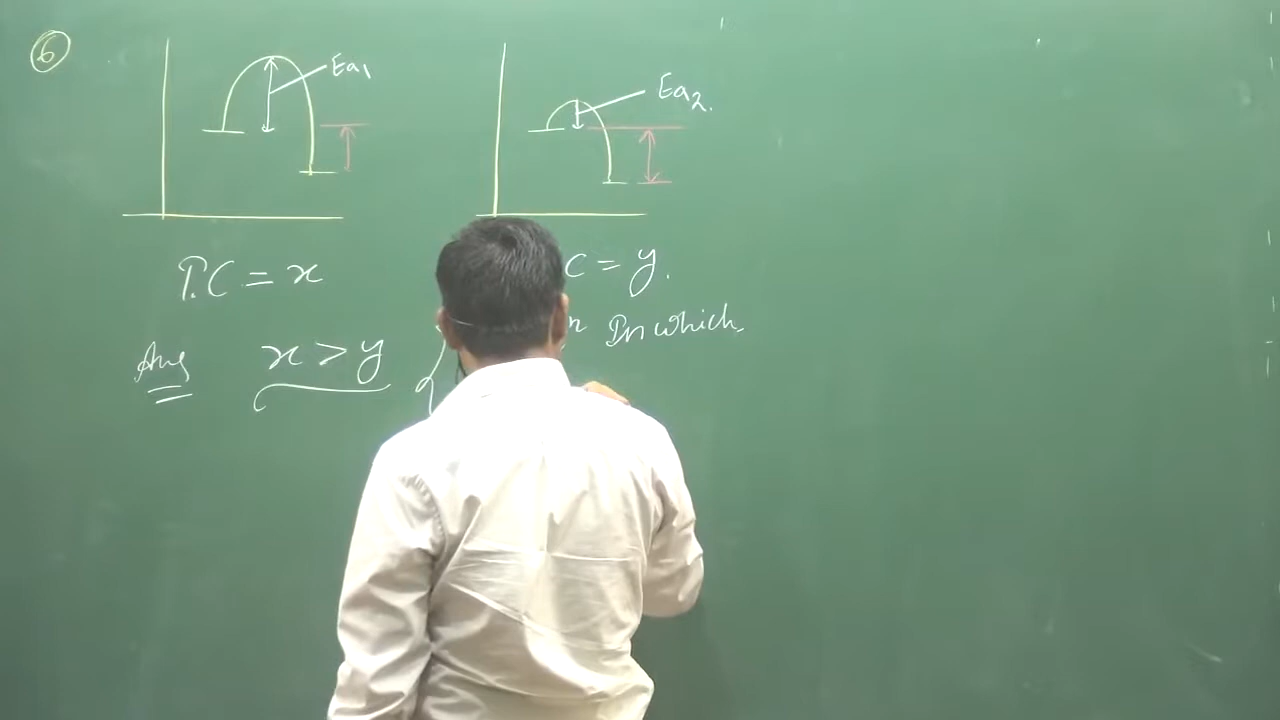 6
Ea1
Ea2.
T.C = x
C = y.
Ans x > y
n In which